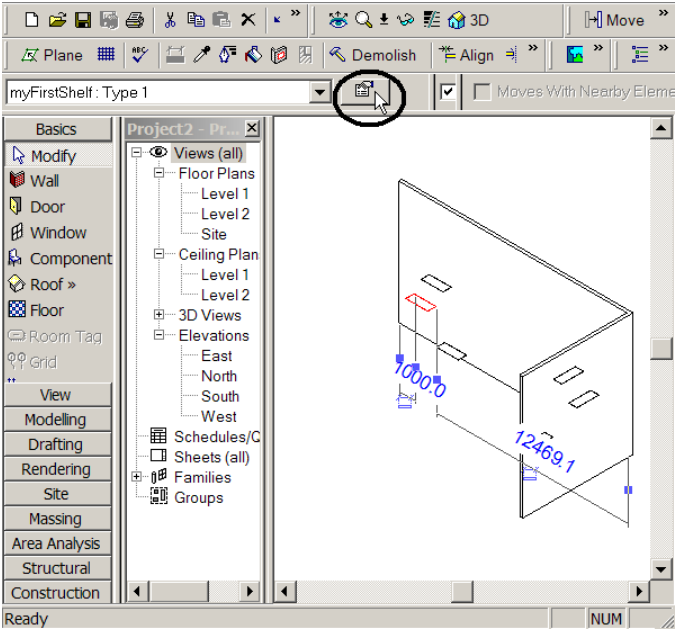 3D Move »
Plane Demolish Align » » »
myFirstShelf : Type 1 Moves With Nearby Eleme
Basics
Modify
Wall
Door
Window
Component
Roof »
Floor
Room Tag
Grid
View
Modelling
Drafting
Rendering
Site
Massing
Area Analysis
Structural
Construction
Project2 - Pr...
Views (all)
Floor Plans
Level 1
Level 2
Site
Ceiling Plan
Level 1
Level 2
3D Views
Elevations
East
North
South
West
Schedules/Q
Sheets (all)
Families
Groups
1000.0
12469.1
Ready NUM